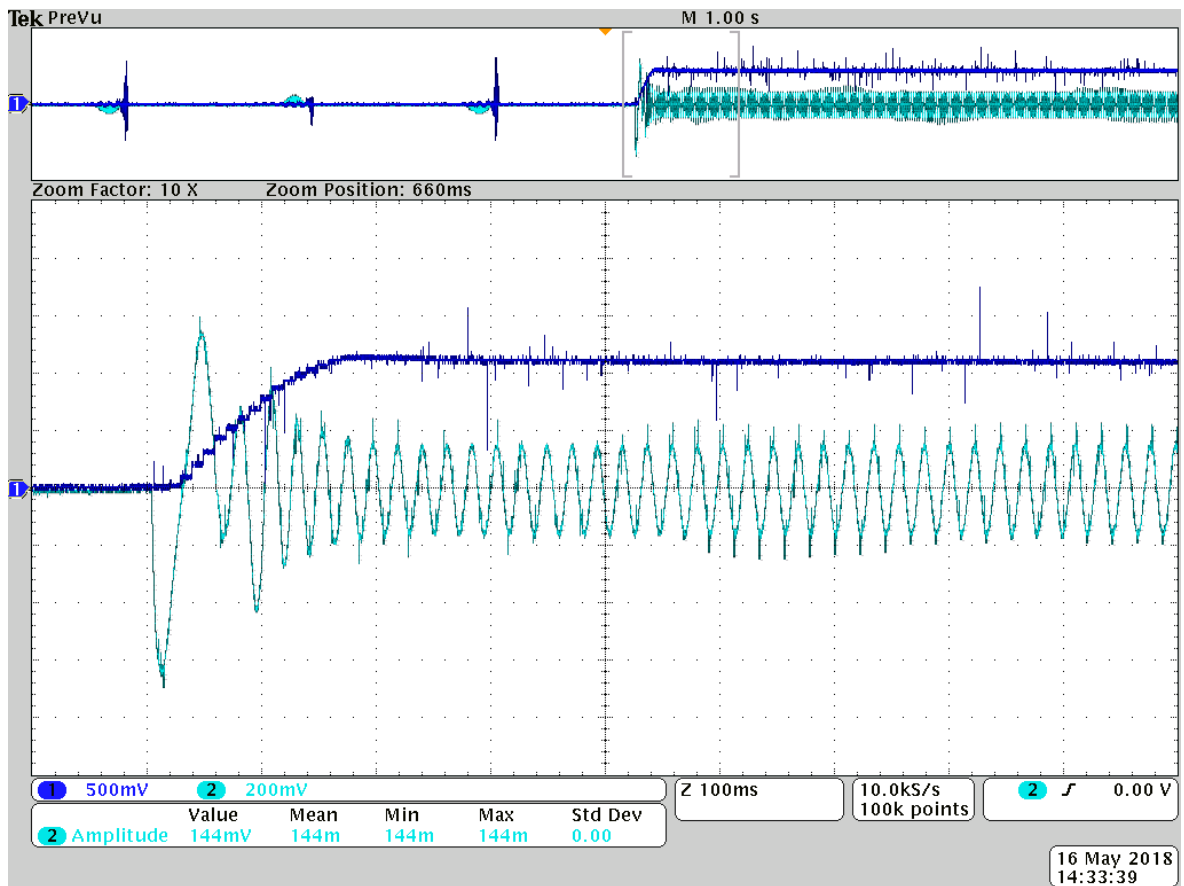 Tek PreVu M 1.00 s
1
Zoom Factor: 10 X Zoom Position: 660ms
1
1 500mV 2 200mV Z 100ms 10.0kS/s 2 0.00 V
100k points
Value Mean Min Max Std Dev
2 Amplitude 144mV 144m 144m 144m 0.00
16 May 2018
14:33:39